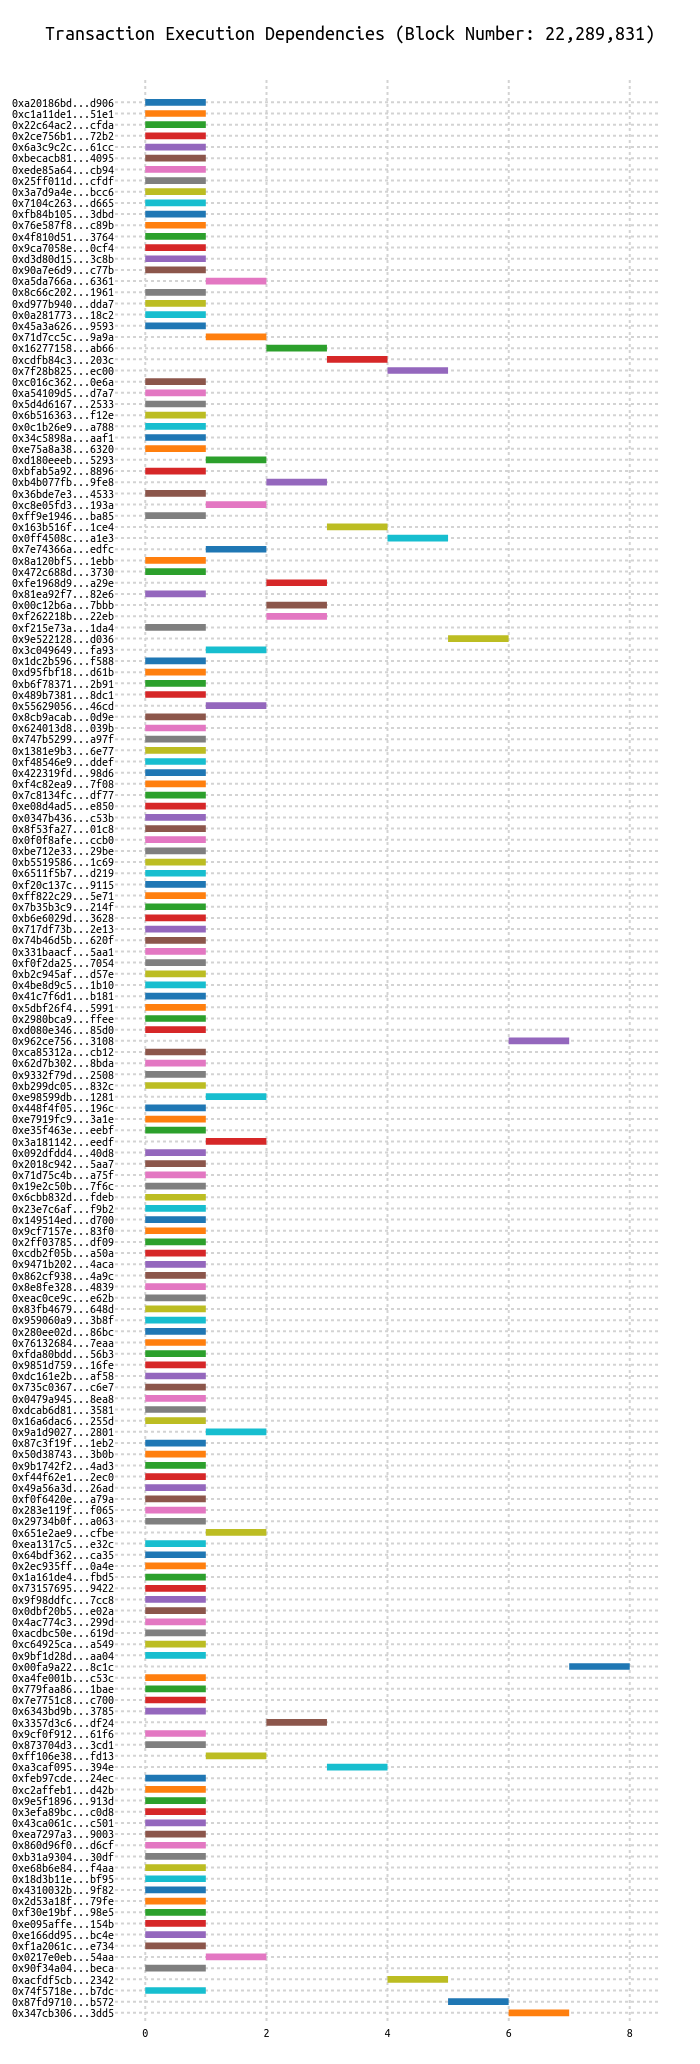 Transaction Execution Dependencies (Block Number: 22,289,831)
0xa20186bd...d906
0xc1a11de1...51e1
0x22c64ac2...cfda
0x2ce756b1...72b2
0x6a3c9c2c...61cc
0xbecacb81...4095
0xede85a64...cb94
0x25ff011d...cfdf
0x3a7d9a4e...bcc6
0x7104c263...d665
0xfb84b105...3dbd
0x76e587f8...c89b
0x4f810d51...3764
0x9ca7058e...0cf4
0xd3d80d15...3c8b
0x90a7e6d9...c77b
0xa5da766a...6361
0x8c66c202...1961
0xd977b940...dda7
0x0a281773...18c2
0x45a3a626...9593
0x71d7cc5c...9a9a
0x16277158...ab66
0xcdfb84c3...203c
0x7f28b825...ec00
0xc016c362...0e6a
0xa54109d5...d7a7
0x5d4d6167...2533
0x6b516363...f12e
0x0c1b26e9...a788
0x34c5898a...aaf1
0xe75a8a38...6320
0xd180eeeb...5293
0xbfab5a92...8896
0xb4b077fb...9fe8
0x36bde7e3...4533
0xc8e05fd3...193a
0xff9e1946...ba85
0x163b516f...1ce4
0x0ff4508c...a1e3
0x7e74366a...edfc
0x8a120bf5...1ebb
0x472c688d...3730
0xfe1968d9...a29e
0x81ea92f7...82e6
0x00c12b6a...7bbb
0xf262218b...22eb
0xf215e73a...1da4
0x9e522128...d036
0x3c049649...fa93
0x1dc2b596...f588
0xd95fbf18...d61b
0xb6f78371...2b91
0x489b7381...8dc1
0x55629056...46cd
0x8cb9acab...0d9e
0x624013d8...039b
0x747b5299...a97f
0x1381e9b3...6e77
0xf48546e9...ddef
0x422319fd...98d6
0xf4c82ea9...7f08
0x7c8134fc...df77
0xe08d4ad5...e850
0x0347b436...c53b
0x8f53fa27...01c8
0x0f0f8afe...ccb0
0xbe712e33...29be
0xb5519586...1c69
0x6511f5b7...d219
0xf20c137c...9115
0xff822c29...5e71
0x7b35b3c9...214f
0xb6e6029d...3628
0x717df73b...2e13
0x74b46d5b...620f
0x331baacf...5aa1
0xf0f2da25...7054
0xb2c945af...d57e
0x4be8d9c5...1b10
0x41c7f6d1...b181
0x5dbf26f4...5991
0x2980bca9...ffee
0xd080e346...85d0
0x962ce756...3108
0xca85312a...cb12
0x62d7b302...8bda
0x9332f79d...2508
0xb299dc05...832c
0xe98599db...1281
0x448f4f05...196c
0xe7919fc9...3a1e
0xe35f463e...eebf
0x3a181142...eedf
0x092dfdd4...40d8
0x2018c942...5aa7
0x71d75c4b...a75f
0x19e2c50b...7f6c
0x6cbb832d...fdeb
0x23e7c6af...f9b2
0x149514ed...d700
0x9cf7157e...83f0
0x2ff03785...df09
0xcdb2f05b...a50a
0x9471b202...4aca
0x862cf938...4a9c
0x8e8fe328...4839
0xeac0ce9c...e62b
0x83fb4679...648d
0x959060a9...3b8f
0x280ee02d...86bc
0x76132684...7eaa
0xfda80bdd...56b3
0x9851d759...16fe
0xdc161e2b...af58
0x735c0367...c6e7
0x0479a945...8ea8
0xdcab6d81...3581
0x16a6dac6...255d
0x9a1d9027...2801
0x87c3f19f...1eb2
0x50d38743...3b0b
0x9b1742f2...4ad3
0xf44f62e1...2ec0
0x49a56a3d...26ad
0xf0f6420e...a79a
0x283e119f...f065
0x29734b0f...a063
0x651e2ae9...cfbe
0xea1317c5...e32c
0x64bdf362...ca35
0x2ec935ff...0a4e
0x1a161de4...fbd5
0x73157695...9422
0x9f98ddfc...7cc8
0x0dbf20b5...e02a
0x4ac774c3...299d
0xacdbc50e...619d
0xc64925ca...a549
0x9bf1d28d...aa04
0x00fa9a22...8c1c
0xa4fe001b...c53c
0x779faa86...1bae
0x7e7751c8...c700
0x6343bd9b...3785
0x3357d3c6...df24
0x9cf0f912...61f6
0x873704d3...3cd1
0xff106e38...fd13
0xa3caf095...394e
0xfeb97cde...24ec
0xc2affeb1...d42b
0x9e5f1896...913d
0x3efa89bc...c0d8
0x43ca061c...c501
0xea7297a3...9003
0x860d96f0...d6cf
0xb31a9304...30df
0xe68b6e84...f4aa
0x18d3b11e...bf95
0x4310032b...9f82
0x2d53a18f...79fe
0xf30e19bf...98e5
0xe095affe...154b
0xe166dd95...bc4e
0xf1a2061c...e734
0x0217e0eb...54aa
0x90f34a04...beca
0xacfdf5cb...2342
0x74f5718e...b7dc
0x87fd9710...b572
0x347cb306...3dd5
0 2 4 6 8